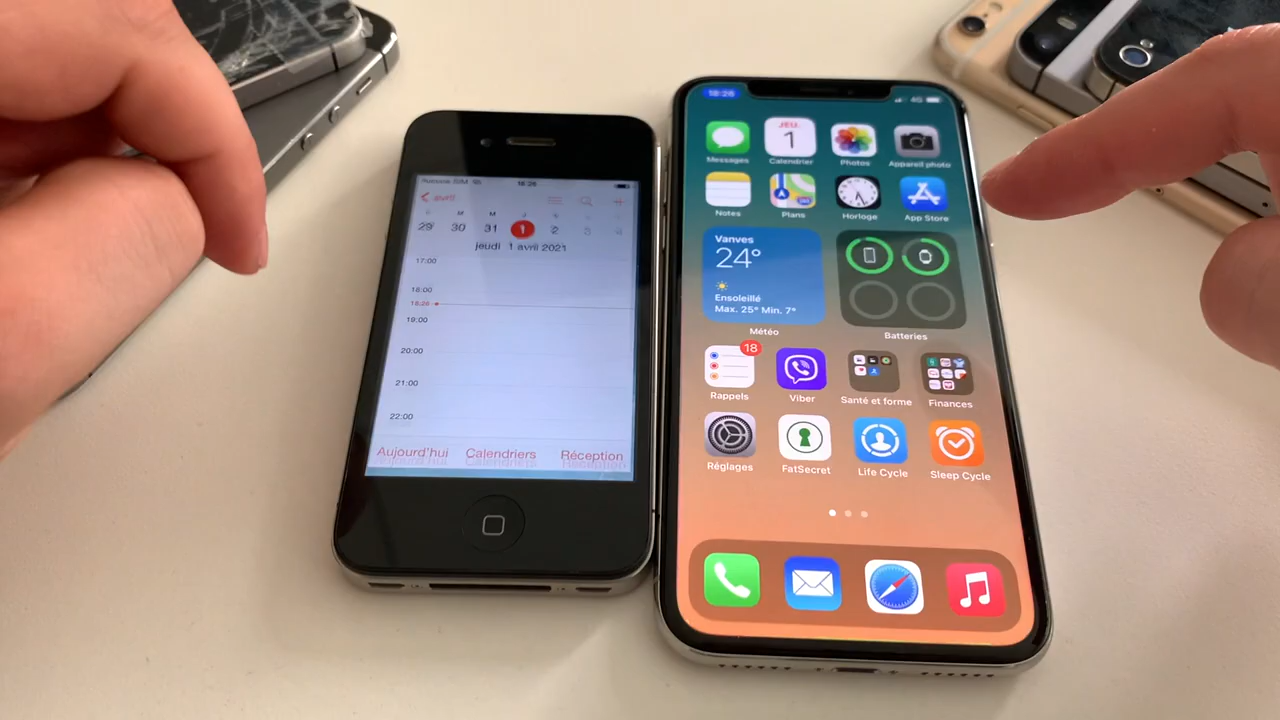 18:26
avril
29 30 31 1 2 3 4
jeudi 1 avril 2021
17:00
18:00
18:26
19:00
20:00
21:00
22:00
Aujourd'hui Calendriers Réception
18:26 4G
JEU.
1
Messages Calendrier Photos Appareil photo
Notes Plans Horloge App Store
Vanves
24°
Ensoleillé
Max. 25° Min. 7°
Météo Batteries
18
Rappels Viber Santé et forme Finances
Réglages FatSecret Life Cycle Sleep Cycle